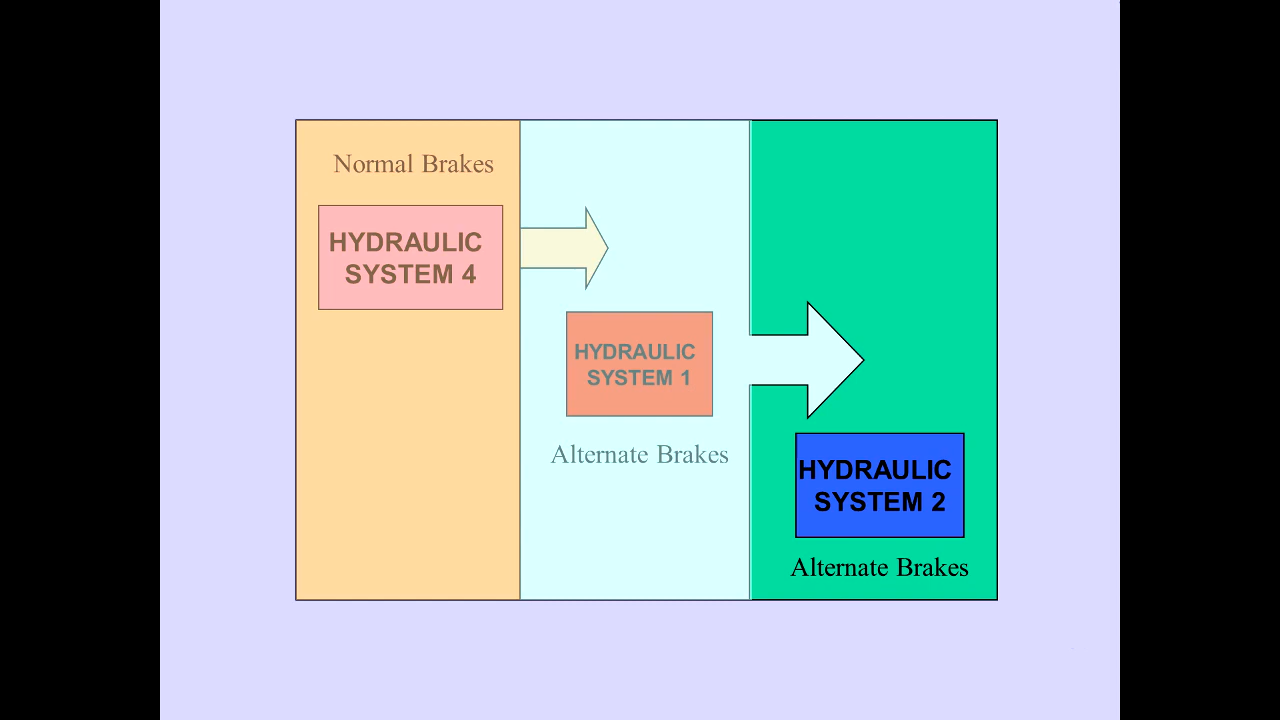 Normal Brakes
HYDRAULIC
SYSTEM 4
HYDRAULIC
SYSTEM 1
Alternate Brakes
HYDRAULIC
SYSTEM 2
Alternate Brakes